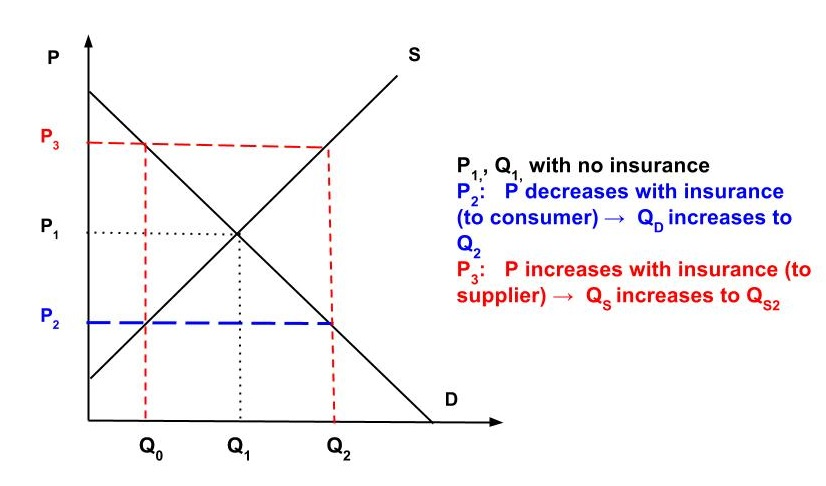 P
S
P3
P1
P2
D
Q0
Q1
Q2
P1,, Q1, with no insurance
P2: P decreases with insurance
(to consumer) → QD increases to
Q2
P3: P increases with insurance (to
supplier) → QS increases to QS2